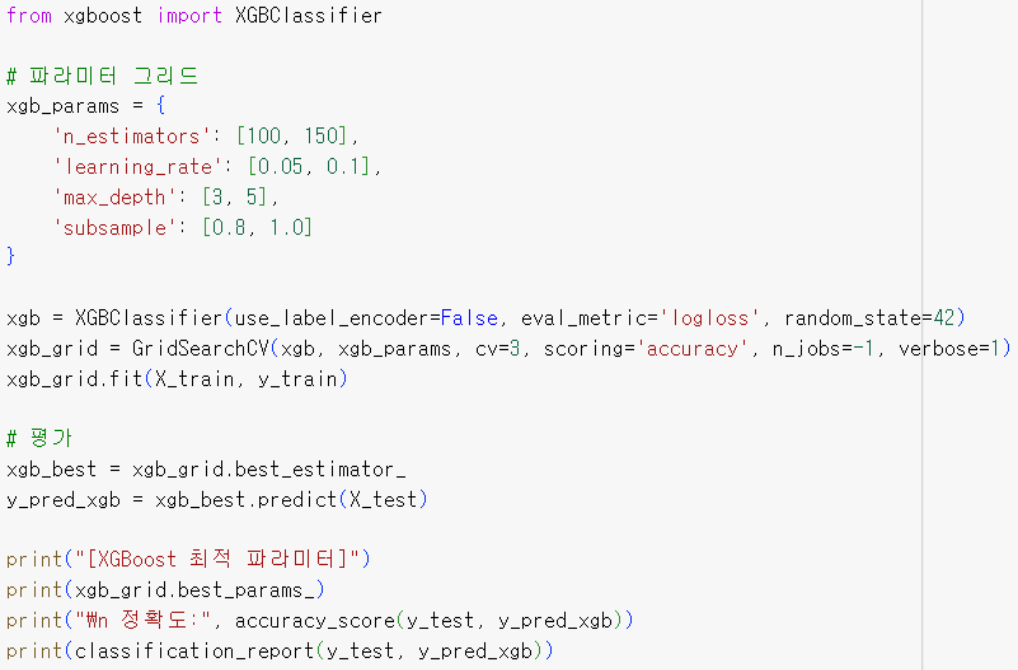 from xgboost import XGBClassifier
# 파라미터 그리드
xgb_params = {
    'n_estimators': [100, 150],
    'learning_rate': [0.05, 0.1],
    'max_depth': [3, 5],
    'subsample': [0.8, 1.0]
}
xgb = XGBClassifier(use_label_encoder=False, eval_metric='logloss', random_state=42)
xgb_grid = GridSearchCV(xgb, xgb_params, cv=3, scoring='accuracy', n_jobs=-1, verbose=1)
xgb_grid.fit(X_train, y_train)
# 평가
xgb_best = xgb_grid.best_estimator_
y_pred_xgb = xgb_best.predict(X_test)
print("[XGBoost 최적 파라미터]")
print(xgb_grid.best_params_)
print("₩n 정확도:", accuracy_score(y_test, y_pred_xgb))
print(classification_report(y_test, y_pred_xgb))